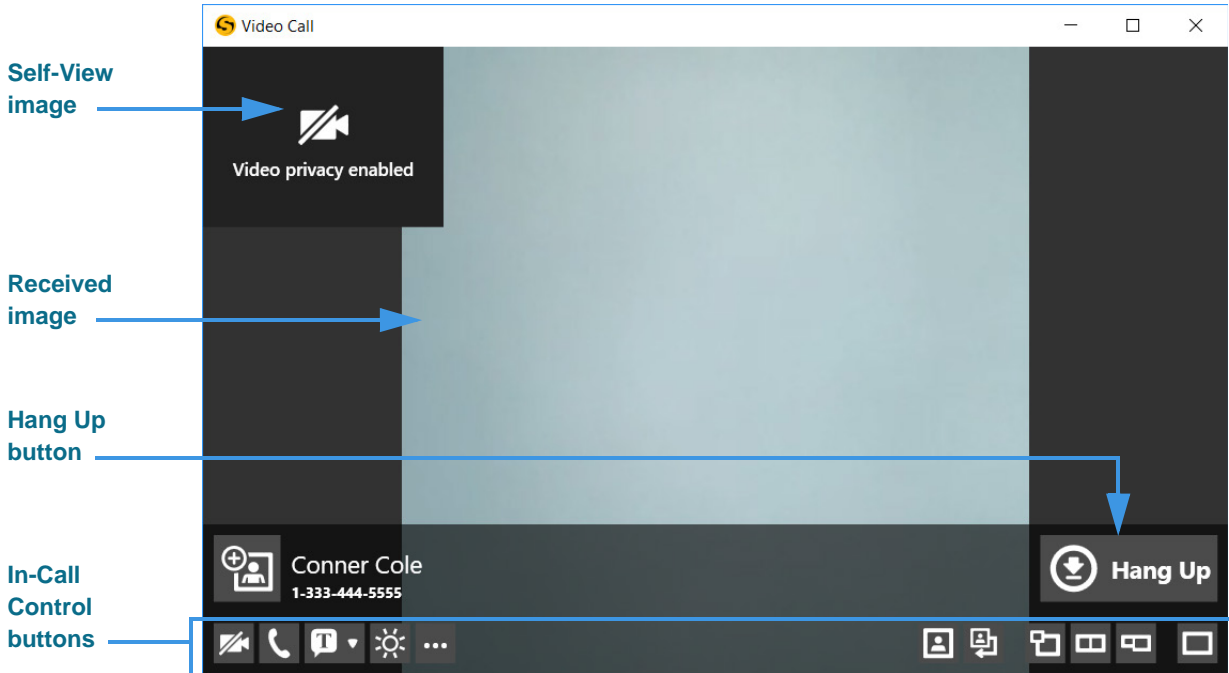 Video Call
Self-View
image
Video privacy enabled
Received
image
Hang Up
button
Conner Cole
1-333-444-5555
Hang Up
In-Call
Control
buttons
T